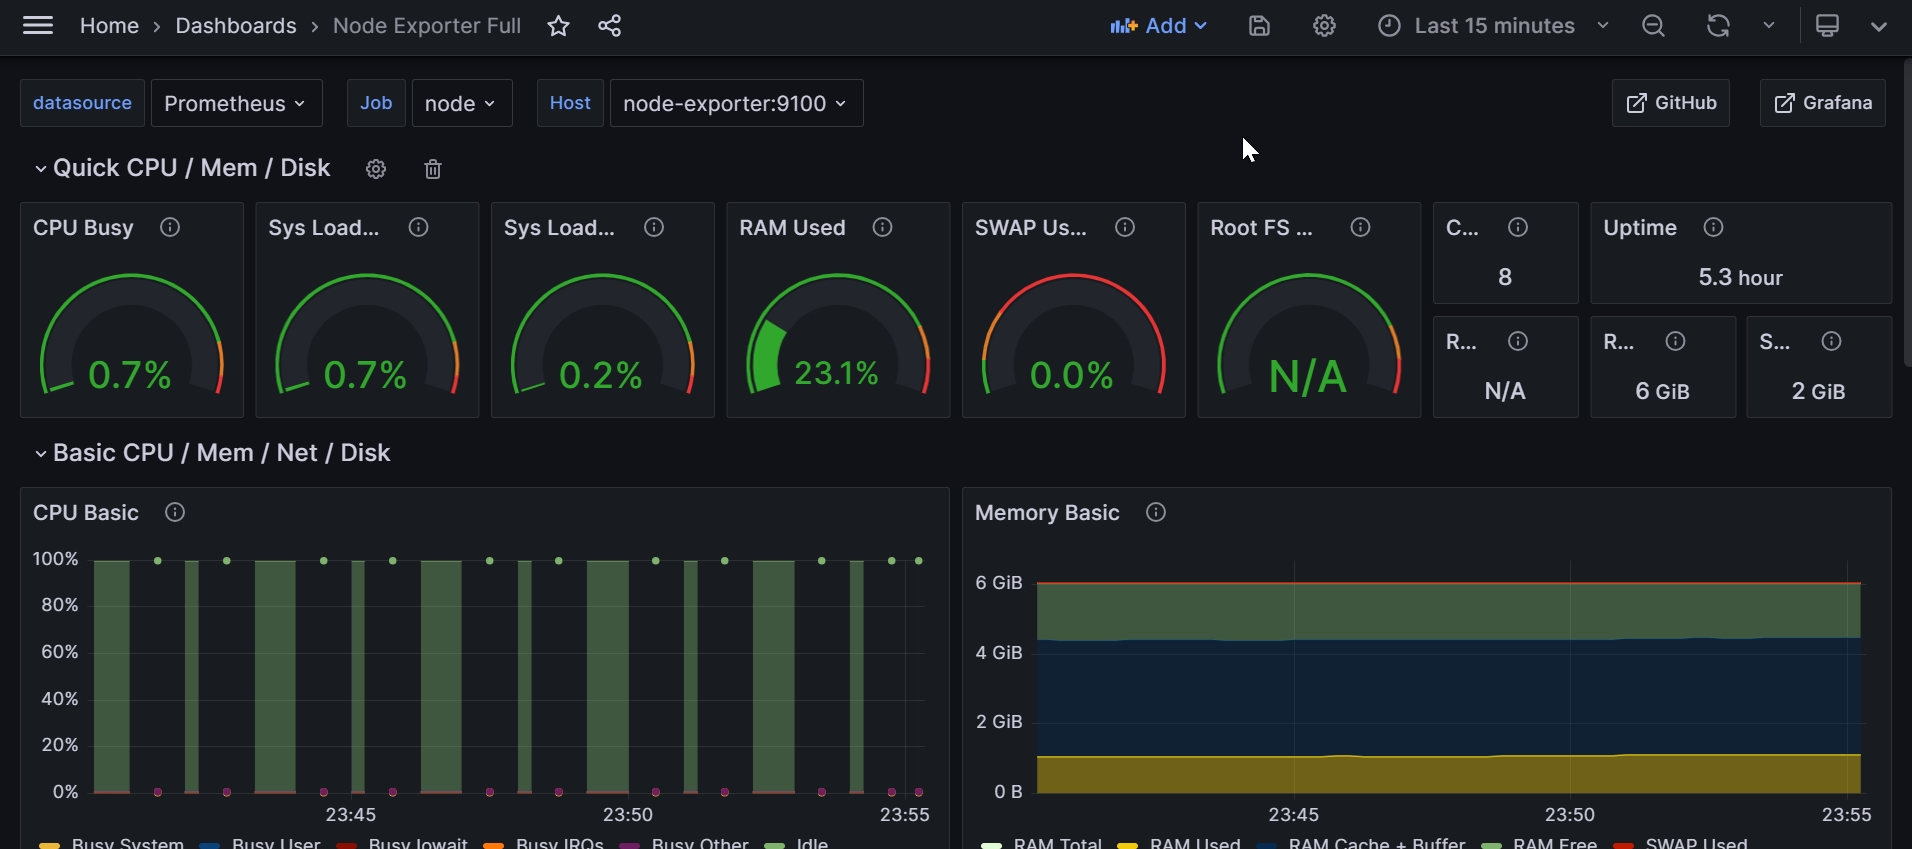 Home › Dashboards › Node Exporter Full
Add
Last 15 minutes
datasource Prometheus Job node Host node-exporter:9100
GitHub Grafana
Quick CPU / Mem / Disk
CPU Busy
0.7%
Sys Load...
0.7%
Sys Load...
0.2%
RAM Used
23.1%
SWAP Us...
0.0%
Root FS ...
N/A
C...
8
Uptime
5.3 hour
R...
N/A
R...
6 GiB
S...
2 GiB
Basic CPU / Mem / Net / Disk
CPU Basic
100%
80%
60%
40%
20%
0%
23:45 23:50 23:55
Busy System Busy User Busy Iowait Busy IRQs Busy Other Idle
Memory Basic
6 GiB
4 GiB
2 GiB
0 B
23:45 23:50 23:55
RAM Total RAM Used RAM Cache + Buffer RAM Free SWAP Used